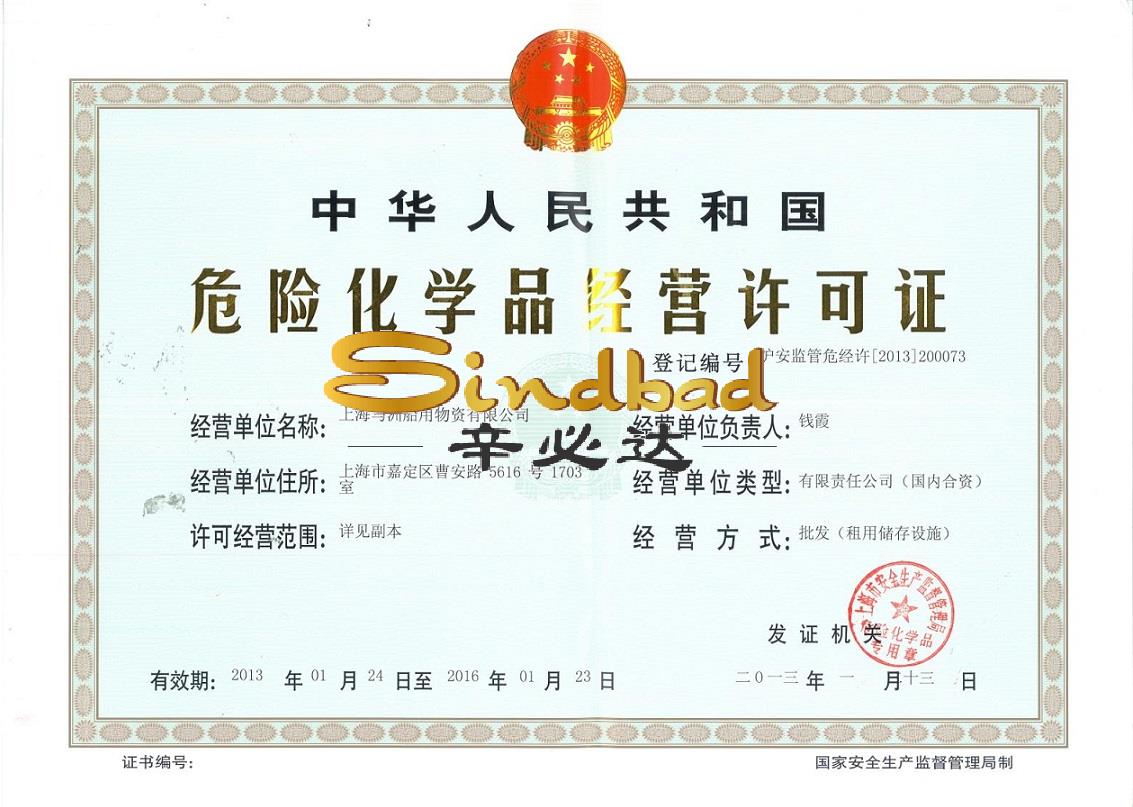 中华人民共和国
危险化学品经营许可证
登记编号 沪安监管危经许[2013]200073
Sindbad
辛必达
经营单位名称: 上海与洲船用物资有限公司
经营单位负责人: 钱霞
经营单位住所: 上海市嘉定区曹安路 5616 号 1703
室
经营单位类型: 有限责任公司（国内合资）
许可经营范围: 详见副本
经营方式: 批发（租用储存设施）
发证机关
上海市安全生产监督管理局
危险化学品
专用章
有效期: 2013 年 01 月 24 日至 2016 年 01 月 23 日
二0一三 年 一 月 十三 日
证书编号:
国家安全生产监督管理局制